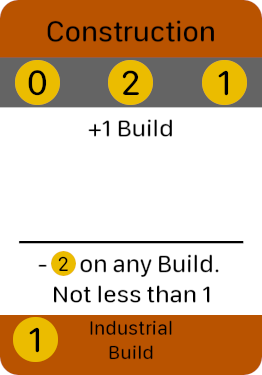 Construction
0 2 1
+1 Build
- 2 on any Build.
Not less than 1
1 Industrial
Build